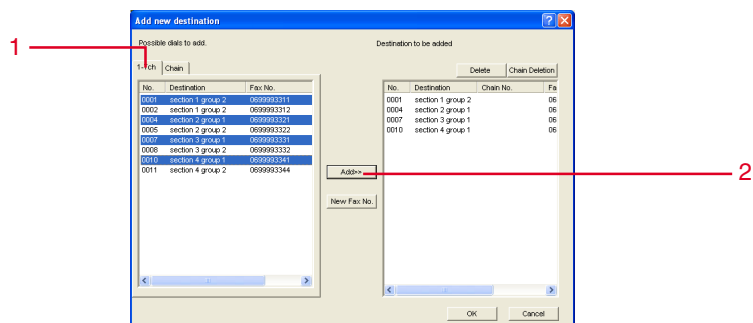 Add new destination
Possible dials to add.
Destination to be added
1
Chain
Delete
Chain Deletion
No. Destination Fax No.
0001 section 1 group 2 0699993311
0002 section 1 group 2 0699993312
0004 section 2 group 1 0699993321
0005 section 2 group 2 0699993322
0007 section 3 group 1 0699993331
0008 section 3 group 2 0699993332
0010 section 4 group 1 0699993341
0011 section 4 group 2 0699993344
Add>>
New Fax No.
2
No. Destination Chain No. Fa
0001 section 1 group 2 06
0004 section 2 group 1 06
0007 section 3 group 1 06
0010 section 4 group 1 06
OK
Cancel